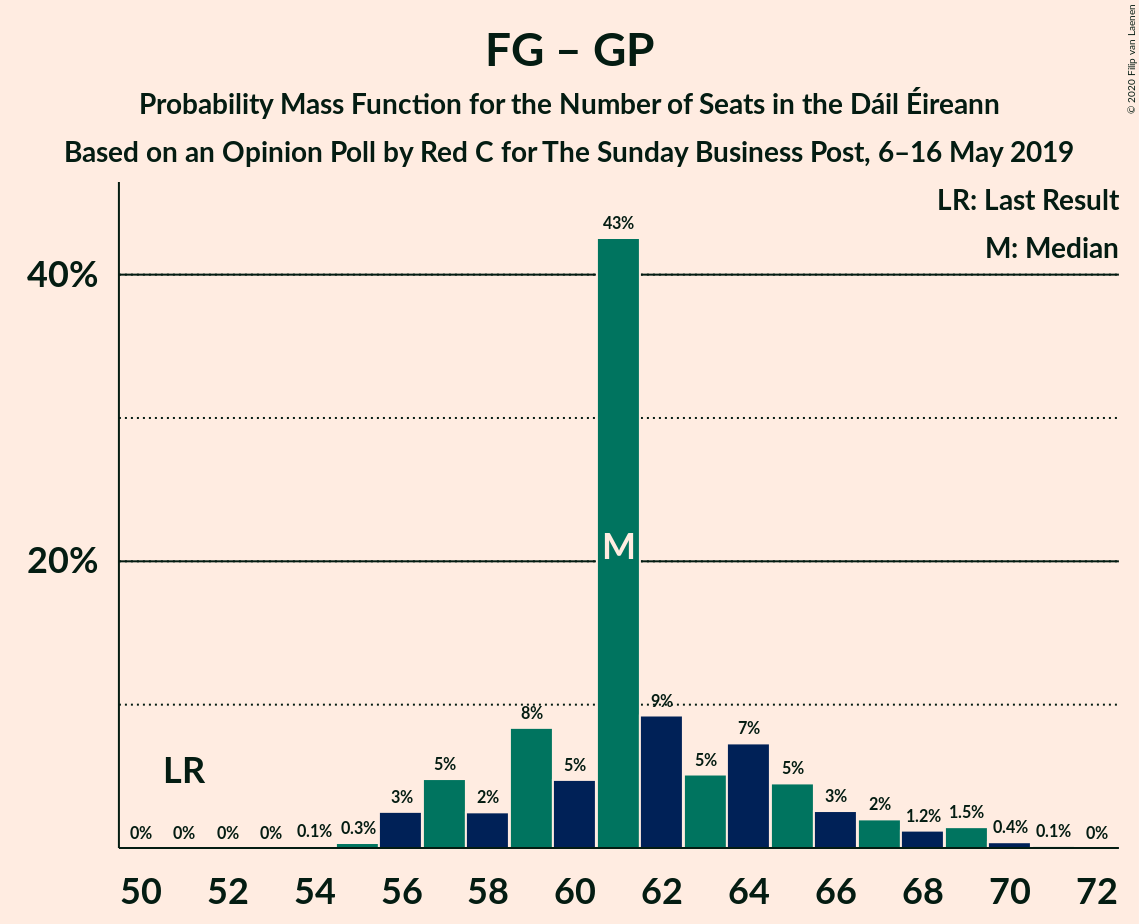 FG – GP
Probability Mass Function for the Number of Seats in the Dáil Éireann
Based on an Opinion Poll by Red C for The Sunday Business Post, 6–16 May 2019
© 2020 Filip van Laenen
LR: Last Result
M: Median
43%
40%
M
20%
9%
8%
7%
LR
5%
5%
5%
5%
3%
2%
3%
2%
0%
0%
0%
0%
0.1%
0.3%
1.2%
1.5%
0.4%
0.1%
0%
50 52 54 56 58 60 62 64 66 68 70 72